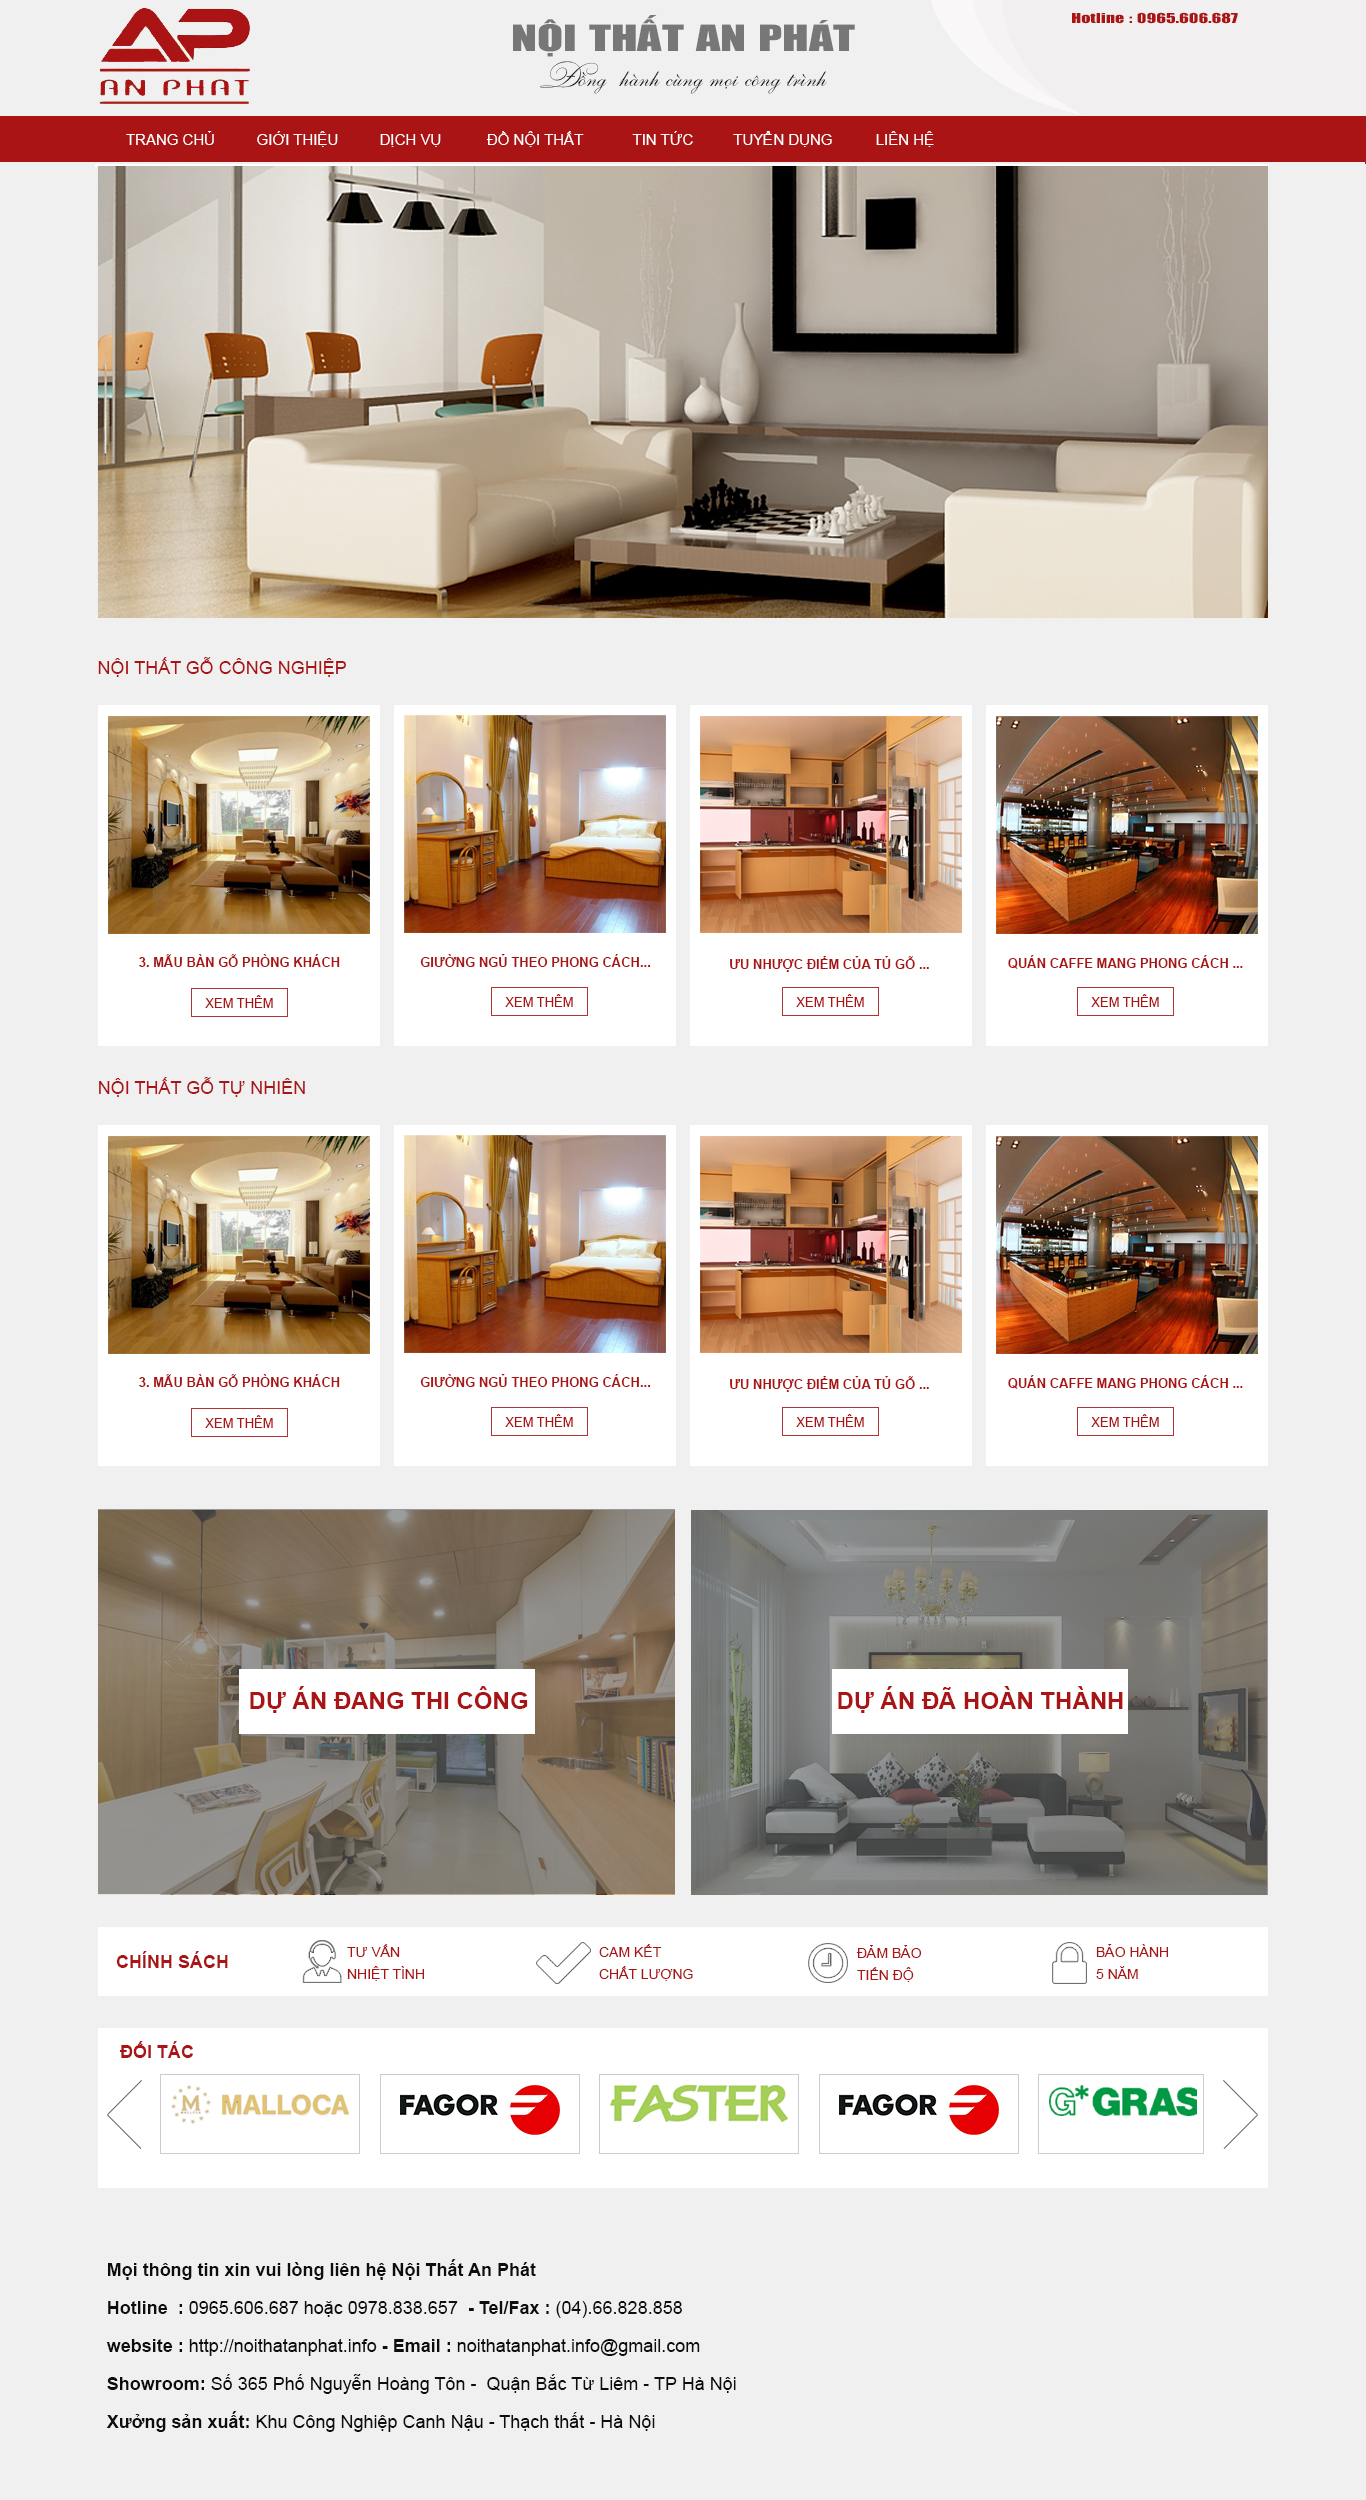 AP
AN PHAT
NỘI THẤT AN PHÁT
Đồng hành cùng mọi công trình
Hotline : 0965.606.687
TRANG CHỦ GIỚI THIỆU DỊCH VỤ ĐỒ NỘI THẤT TIN TỨC TUYỂN DỤNG LIÊN HỆ
NỘI THẤT GỖ CÔNG NGHIỆP
3. MẪU BÀN GỖ PHÒNG KHÁCH
XEM THÊM
GIƯỜNG NGỦ THEO PHONG CÁCH...
XEM THÊM
ƯU NHƯỢC ĐIỂM CỦA TỦ GỖ ...
XEM THÊM
QUÁN CAFFE MANG PHONG CÁCH ...
XEM THÊM
NỘI THẤT GỖ TỰ NHIÊN
3. MẪU BÀN GỖ PHÒNG KHÁCH
XEM THÊM
GIƯỜNG NGỦ THEO PHONG CÁCH...
XEM THÊM
ƯU NHƯỢC ĐIỂM CỦA TỦ GỖ ...
XEM THÊM
QUÁN CAFFE MANG PHONG CÁCH ...
XEM THÊM
DỰ ÁN ĐANG THI CÔNG
DỰ ÁN ĐÃ HOÀN THÀNH
CHÍNH SÁCH
TƯ VẤN
NHIỆT TÌNH
CAM KẾT
CHẤT LƯỢNG
ĐẢM BẢO
TIẾN ĐỘ
BẢO HÀNH
5 NĂM
ĐỐI TÁC
M MALLOCA
MALLOCA
FAGOR
FASTER
FAGOR
G*GRAS
Mọi thông tin xin vui lòng liên hệ Nội Thất An Phát
Hotline : 0965.606.687 hoặc 0978.838.657 - Tel/Fax : (04).66.828.858
website : http://noithatanphat.info - Email : noithatanphat.info@gmail.com
Showroom: Số 365 Phố Nguyễn Hoàng Tôn - Quận Bắc Từ Liêm - TP Hà Nội
Xưởng sản xuất: Khu Công Nghiệp Canh Nậu - Thạch thất - Hà Nội